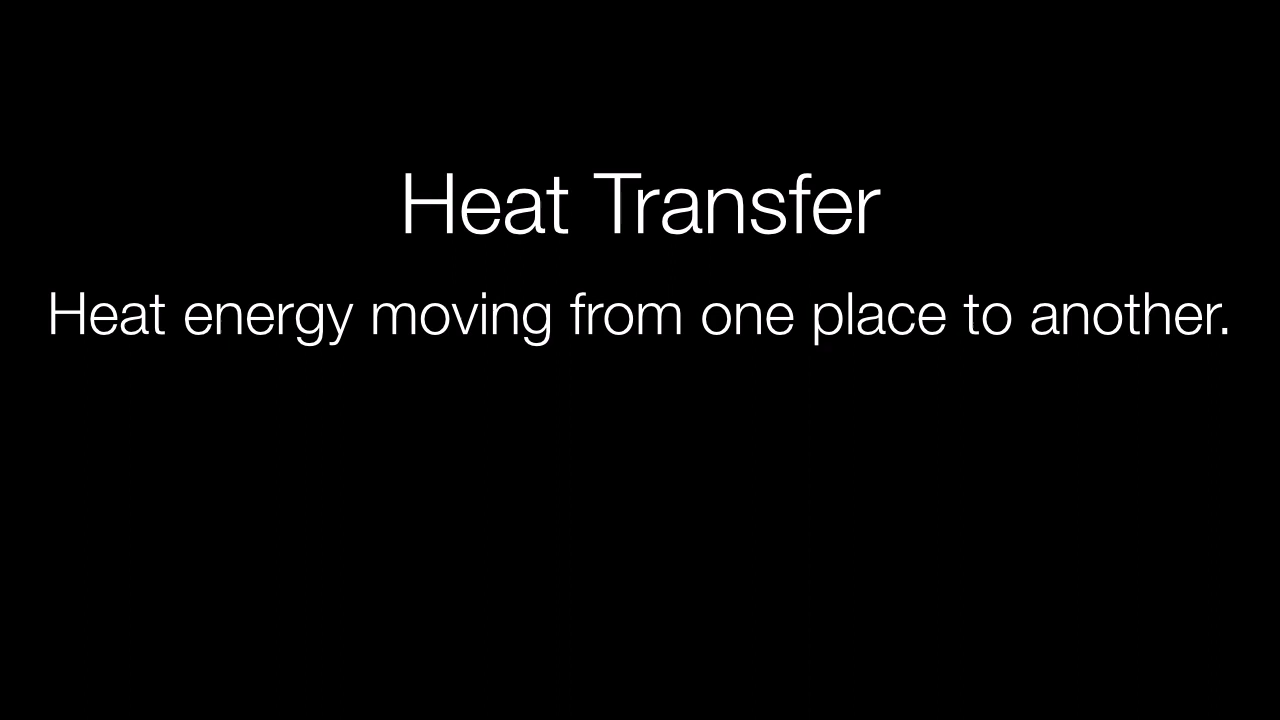 Heat Transfer
Heat energy moving from one place to another.